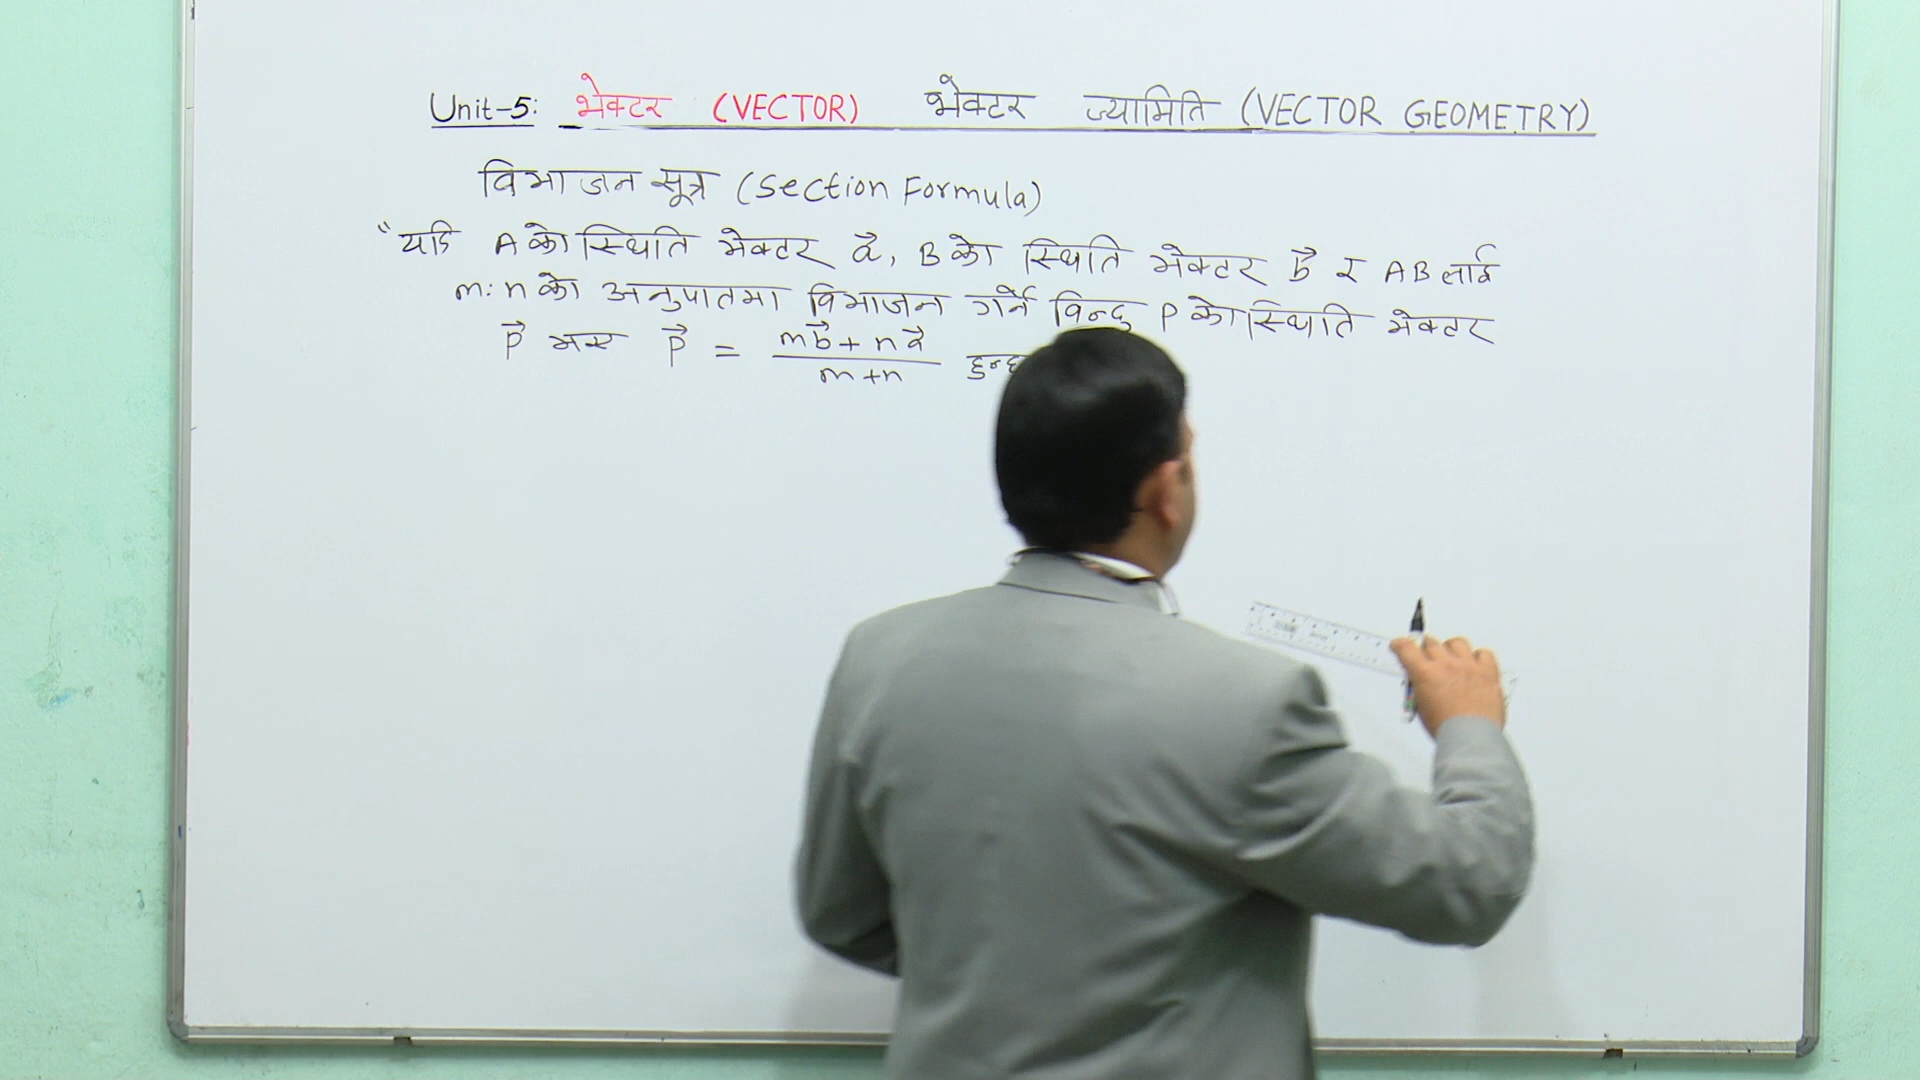 Unit-5: भेक्टर (VECTOR) भेक्टर ज्यामिति (VECTOR GEOMETRY)
विभाजन सूत्र (Section Formula)
"यदि A को स्थिति भेक्टर a⃗, B को स्थिति भेक्टर b⃗ र AB लाई
m:n को अनुपातमा विभाजन गर्ने विन्दु P को स्थिति भेक्टर
p⃗ भए p⃗ = (mb⃗ + na⃗)/(m+n) हुन्छ